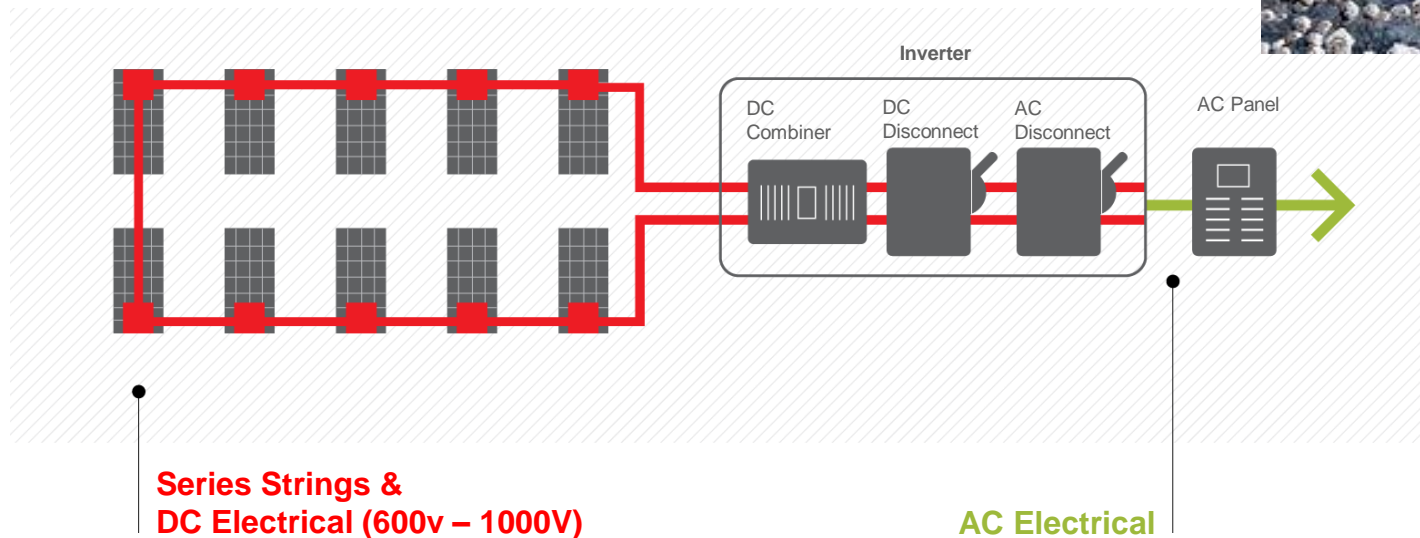 Inverter
DC
Combiner
DC
Disconnect
AC
Disconnect
AC Panel
Series Strings &
DC Electrical (600v – 1000V)
AC Electrical